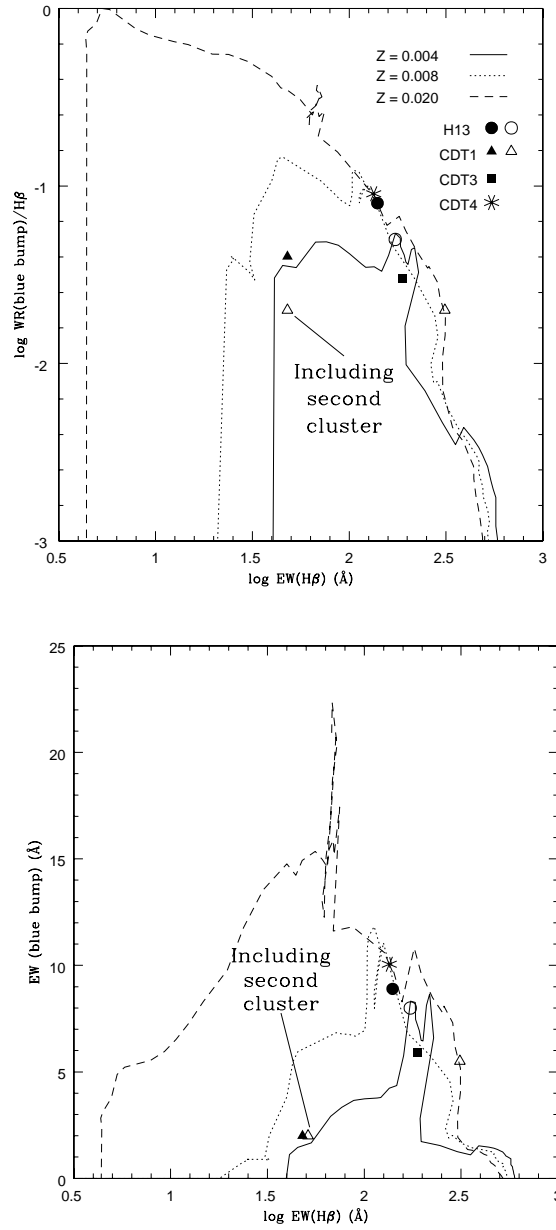 0
Z = 0.004
Z = 0.008
Z = 0.020
H13
CDT1
CDT3
CDT4
-1
log WR(blue bump)/Hβ
Including
second
cluster
-2
-3
0.5 1 1.5 2 2.5 3
log EW(Hβ) (Å)
25
20
15
EW (blue bump) (Å)
10
Including
second
cluster
5
0
0.5 1 1.5 2 2.5 3
log EW(Hβ) (Å)